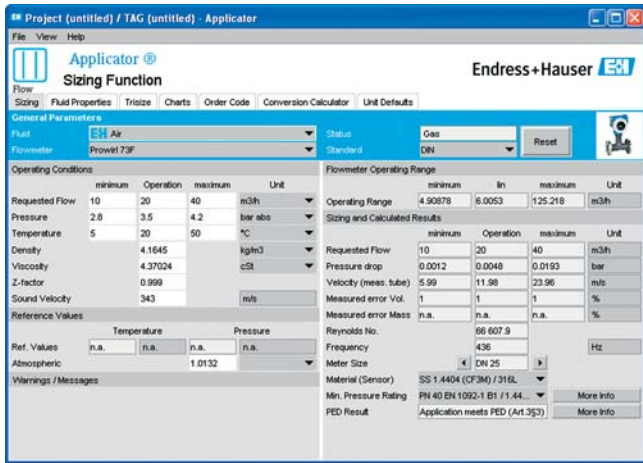 Project (untitled) / TAG (untitled) - Applicator
File View Help
Applicator ®
Sizing Function
Flow
Endress+Hauser EH
Sizing Fluid Properties Trisize Charts Order Code Conversion Calculator Unit Defaults
General Parameters
Fluid EH Air Status Gas
Flowmeter Prowirl 73F Standard DIN Reset
Operating Conditions
minimum Operation maximum Unit
Requested Flow 10 20 40 m3/h
Pressure 2.8 3.5 4.2 bar abs
Temperature 5 20 50 °C
Density 4.1645 kg/m3
Viscosity 4.37024 cSt
Z-factor 0.999
Sound Velocity 343 m/s
Reference Values
Temperature Pressure
Ref. Values n.a. n.a. n.a. n.a.
Atmospheric 1.0132
Warnings / Messages
Flowmeter Operating Range
minimum lin maximum Unit
Operating Range 4.90878 6.0053 125.218 m3/h
Sizing and Calculated Results
minimum Operation maximum Unit
Requested Flow 10 20 40 m3/h
Pressure drop 0.0012 0.0048 0.0193 bar
Velocity (meas. tube) 5.99 11.98 23.96 m/s
Measured error Vol. 1 1 1 %
Measured error Mass n.a. n.a. n.a. %
Reynolds No. 66 607.9
Frequency 436 Hz
Meter Size DN 25
Material (Sensor) SS 1.4404 (CF3M) / 316L
Min. Pressure Rating PN 40 EN 1092-1 B1 / 1.44... More Info
PED Result Application meets PED (Art.3§3) More Info